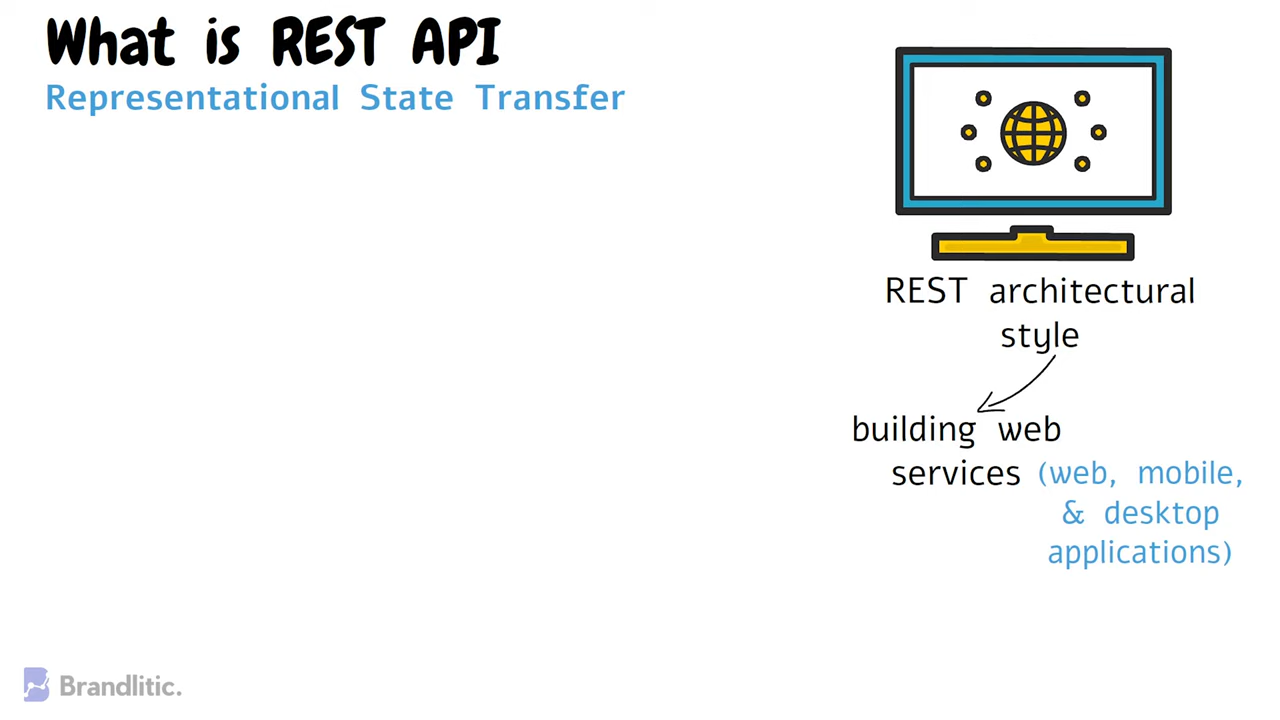 What is REST API
Representational State Transfer
REST architectural
style
building web
services (web, mobile,
& desktop
applications)
Brandlitic.